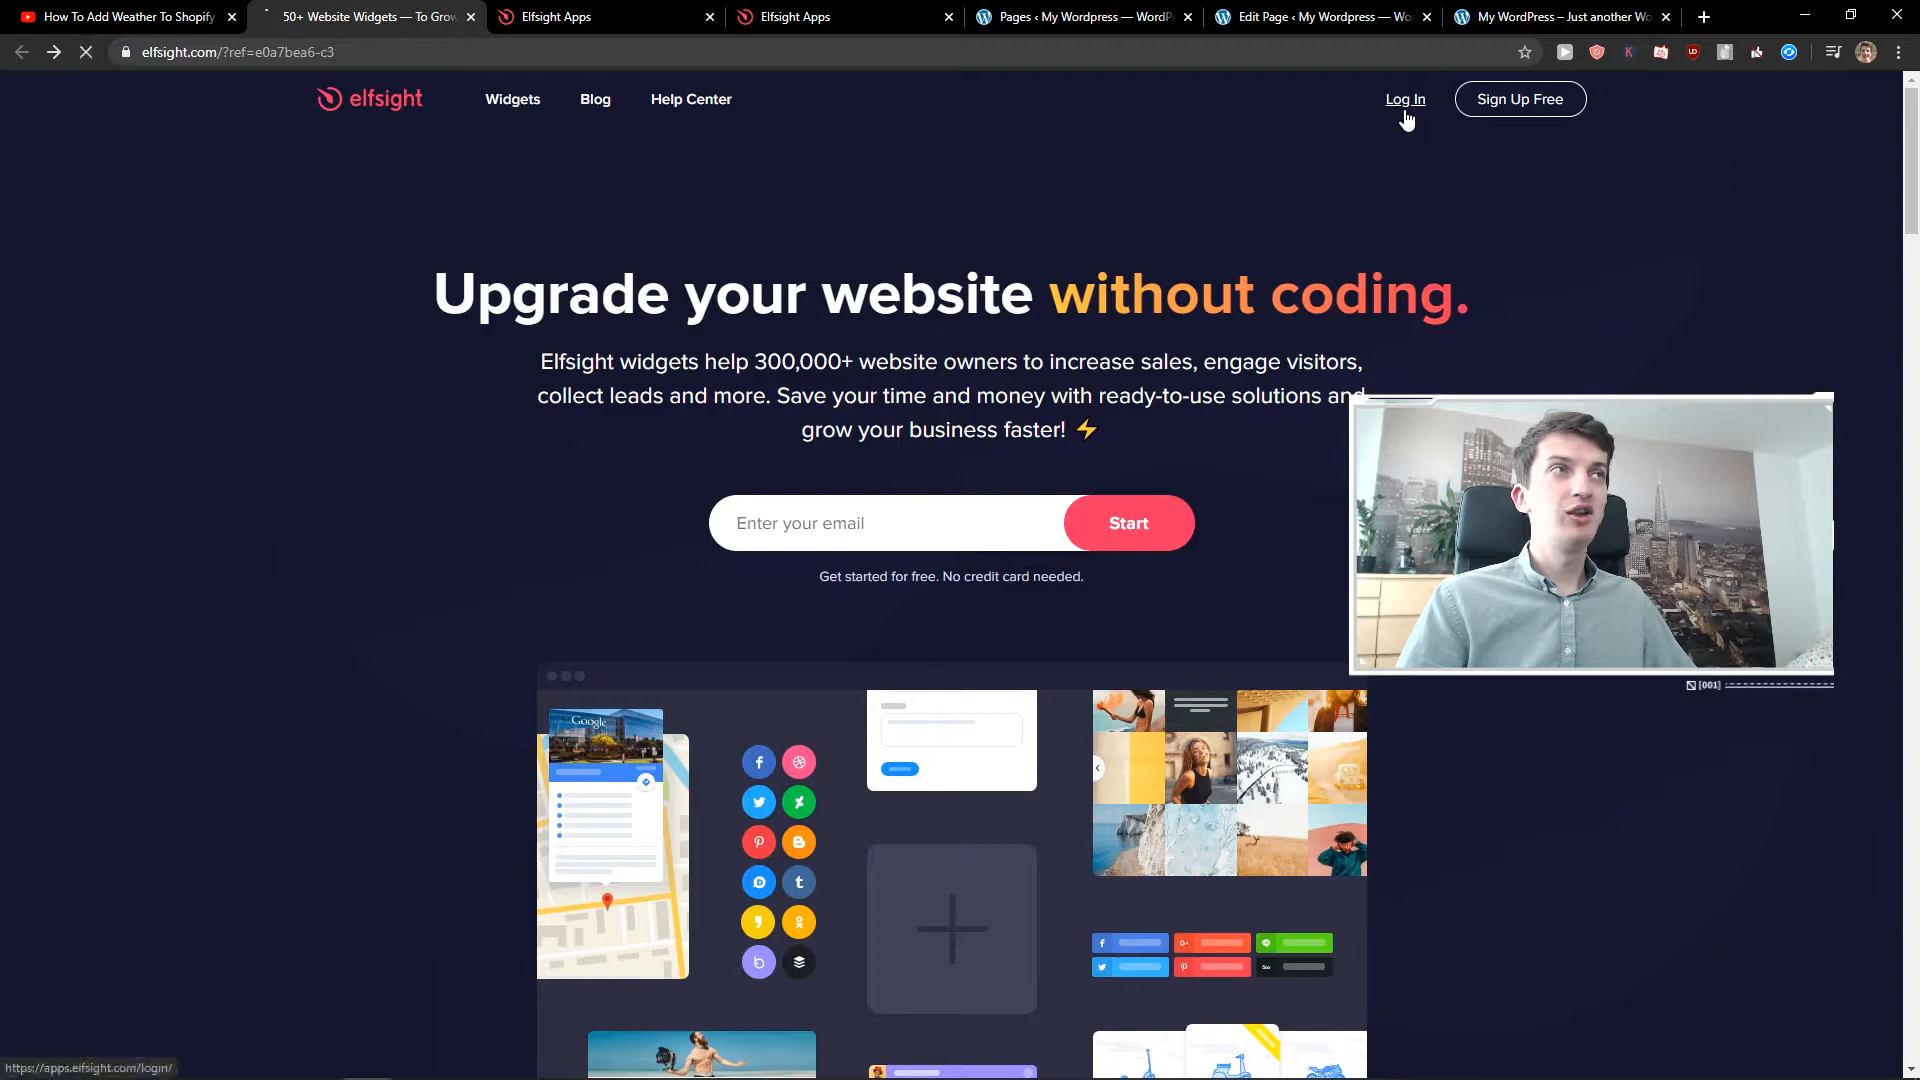 How To Add Weather To Shopify
50+ Website Widgets — To Grow
Elfsight Apps
Elfsight Apps
Pages ‹ My Wordpress — WordP
Edit Page ‹ My Wordpress — Wo
My WordPress – Just another Wo
elfsight.com/?ref=e0a7bea6-c3
elfsight
Widgets
Blog
Help Center
Log In
Sign Up Free
Upgrade your website without coding.
Elfsight widgets help 300,000+ website owners to increase sales, engage visitors,
collect leads and more. Save your time and money with ready-to-use solutions and
grow your business faster! ⚡
Enter your email
Start
Get started for free. No credit card needed.
[001]
Google
https://apps.elfsight.com/login/